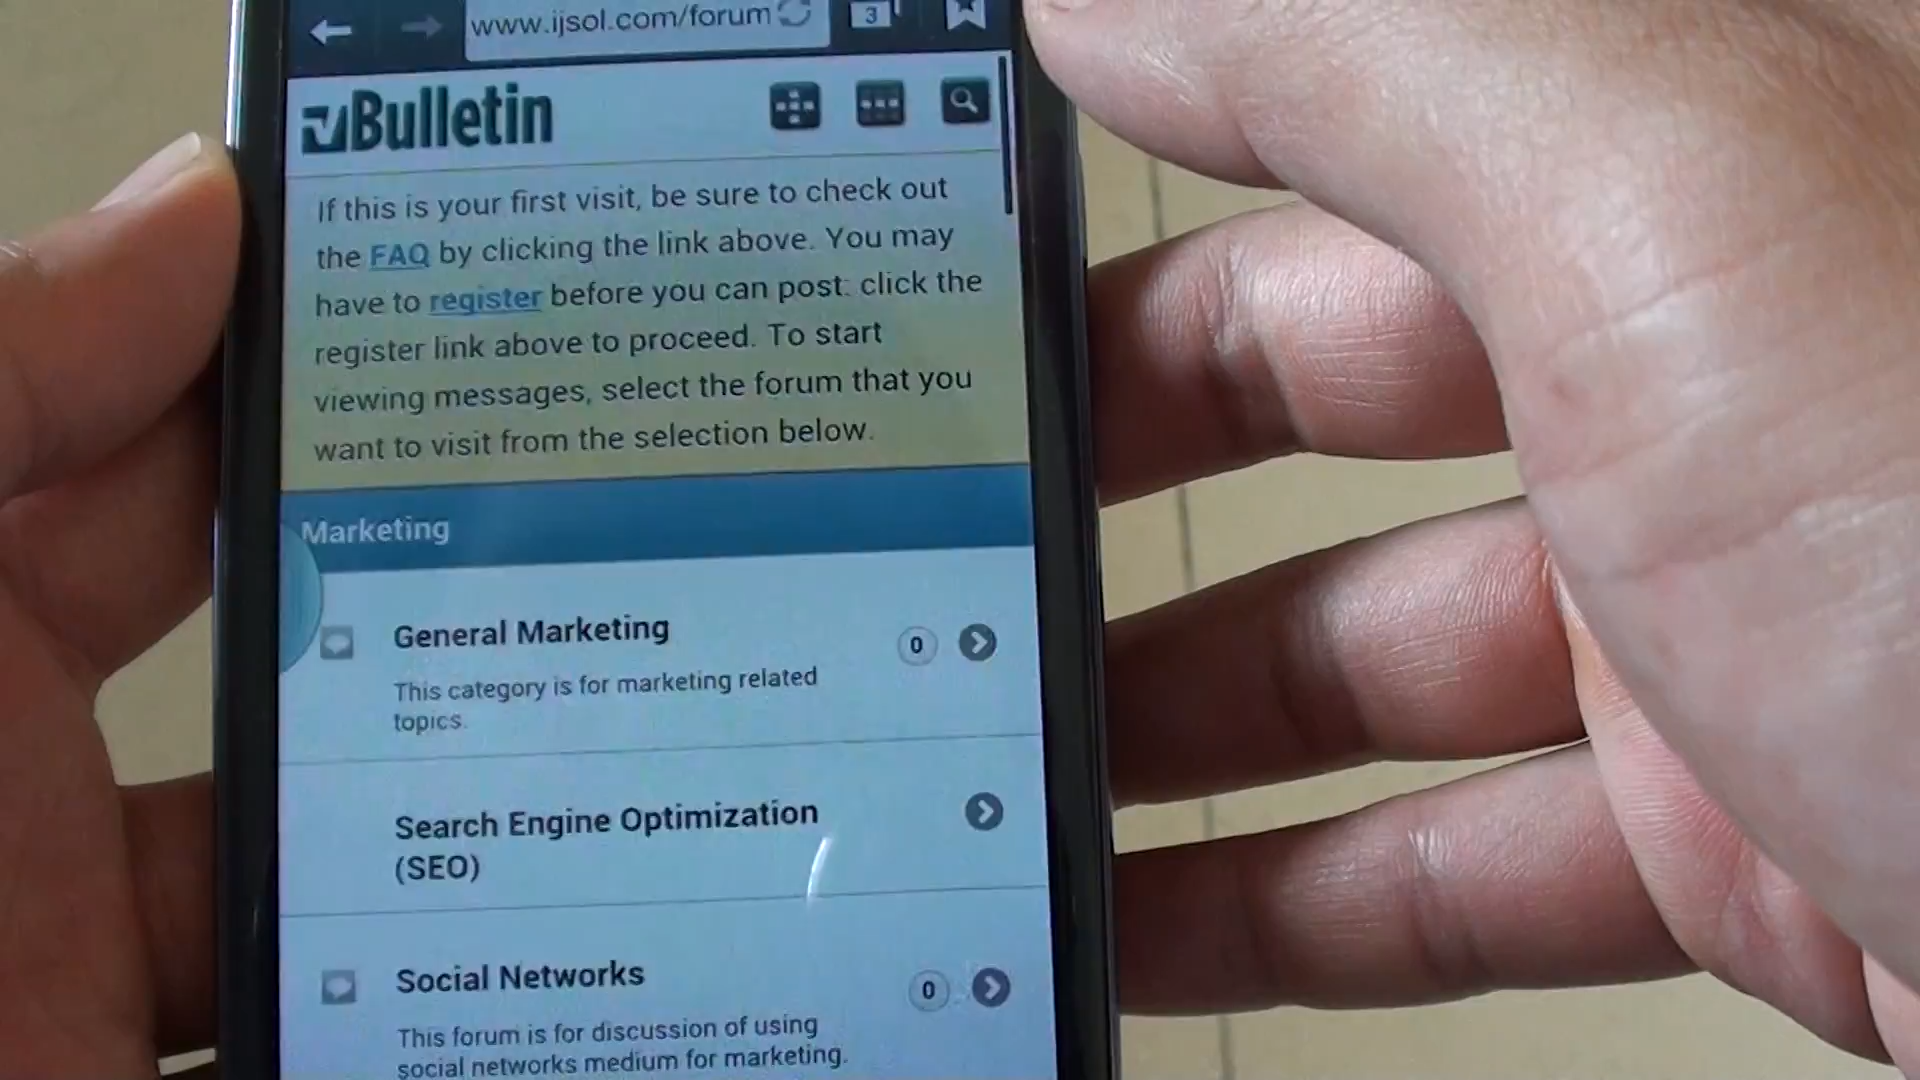 www.ijsol.com/forum
3
vBulletin
If this is your first visit, be sure to check out
the FAQ by clicking the link above. You may
have to register before you can post: click the
register link above to proceed. To start
viewing messages, select the forum that you
want to visit from the selection below.
Marketing
General Marketing
0
This category is for marketing related
topics.
Search Engine Optimization
(SEO)
Social Networks
0
This forum is for discussion of using
social networks medium for marketing.